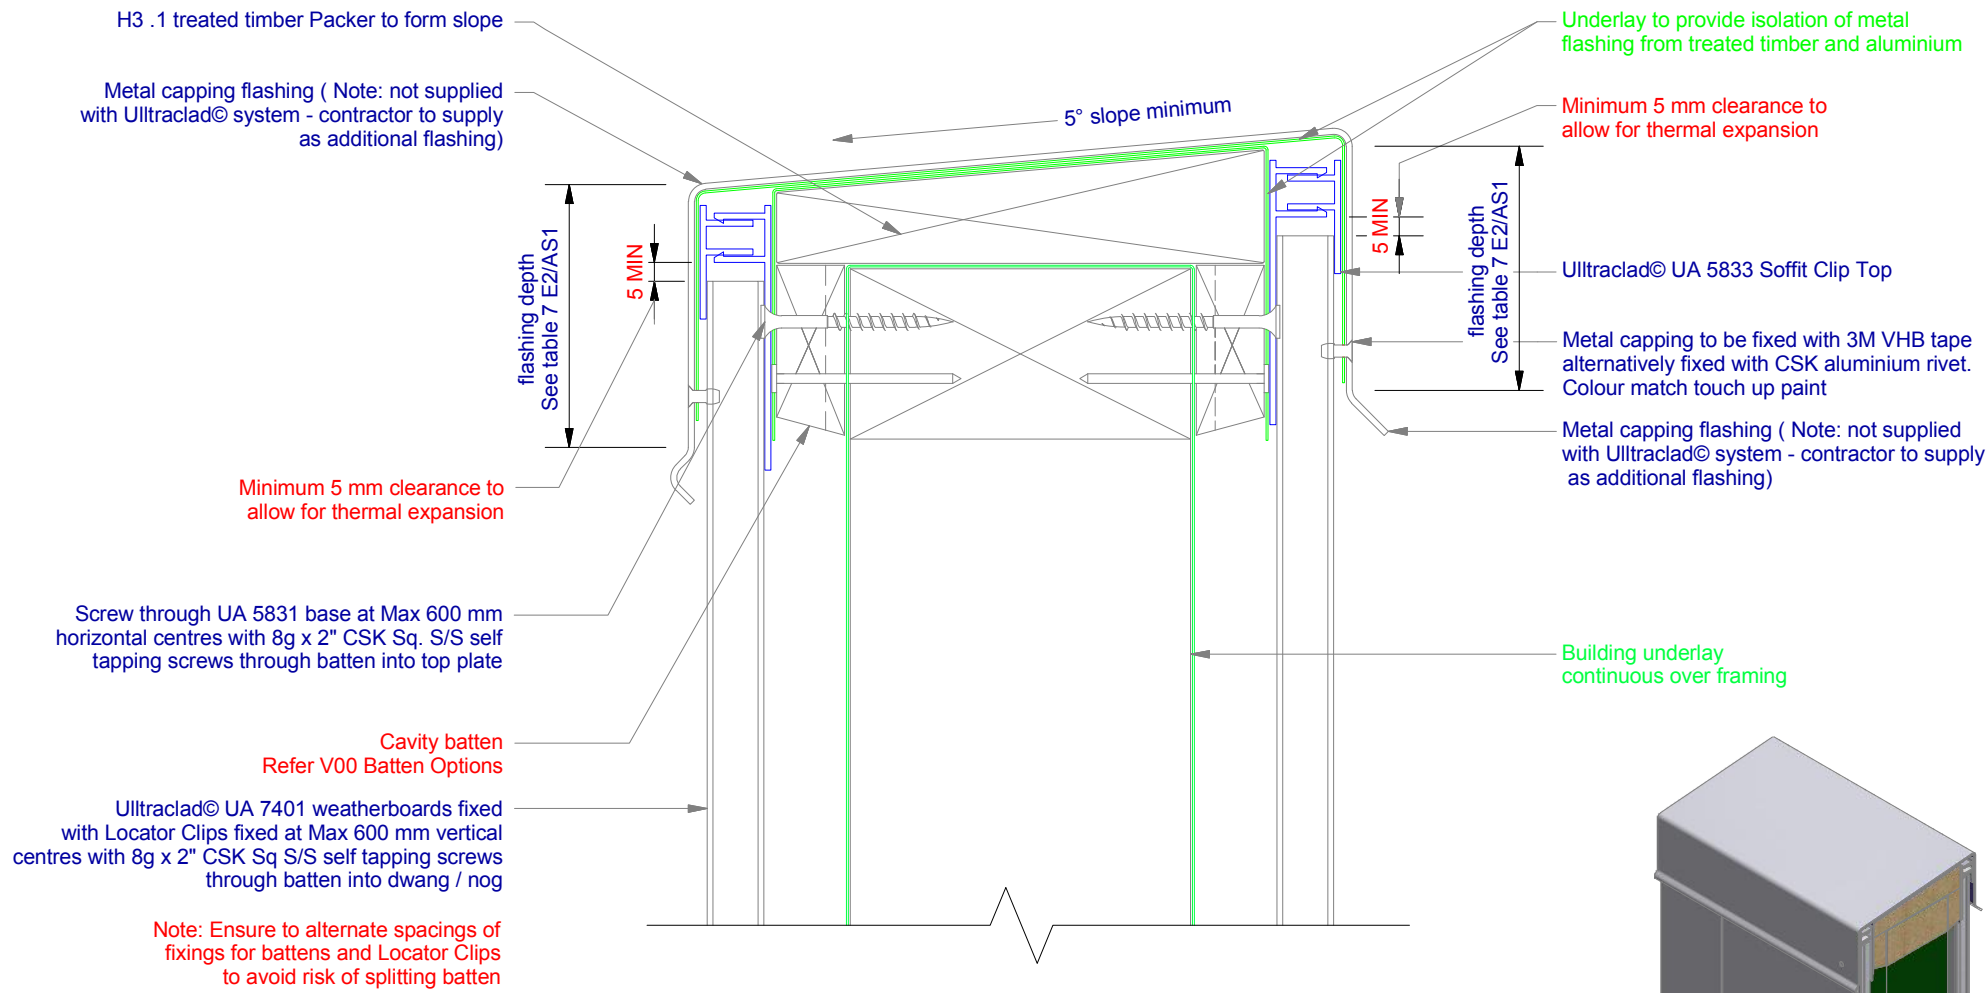 H3 .1 treated timber Packer to form slope
Metal capping flashing ( Note: not supplied
with Ulltraclad© system - contractor to supply
as additional flashing)
5° slope minimum
Underlay to provide isolation of metal
flashing from treated timber and aluminium
Minimum 5 mm clearance to
allow for thermal expansion
flashing depth
See table 7 E2/AS1
5 MIN
5 MIN
flashing depth
See table 7 E2/AS1
Ulltraclad© UA 5833 Soffit Clip Top
Metal capping to be fixed with 3M VHB tape
alternatively fixed with CSK aluminium rivet.
Colour match touch up paint
Metal capping flashing ( Note: not supplied
with Ulltraclad© system - contractor to supply
as additional flashing)
Minimum 5 mm clearance to
allow for thermal expansion
Screw through UA 5831 base at Max 600 mm
horizontal centres with 8g x 2" CSK Sq. S/S self
tapping screws through batten into top plate
Building underlay
continuous over framing
Cavity batten
Refer V00 Batten Options
Ulltraclad© UA 7401 weatherboards fixed
with Locator Clips fixed at Max 600 mm vertical
centres with 8g x 2" CSK Sq S/S self tapping screws
through batten into dwang / nog
Note: Ensure to alternate spacings of
fixings for battens and Locator Clips
to avoid risk of splitting batten